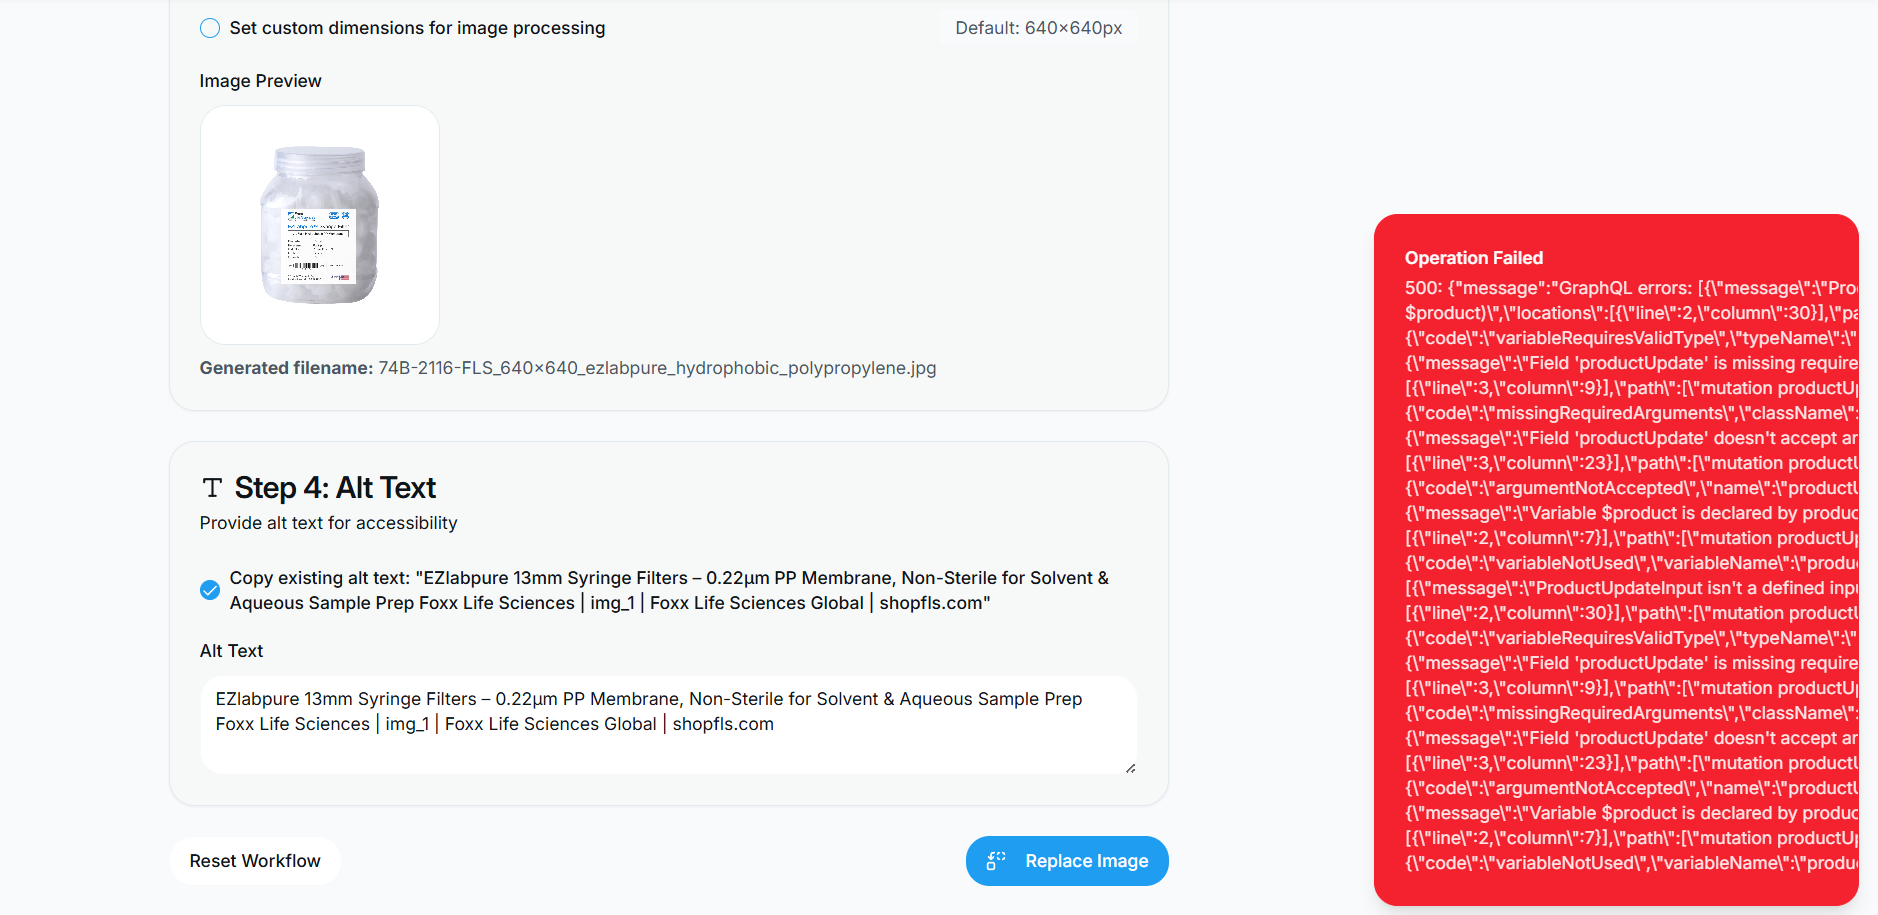 Set custom dimensions for image processing
Default: 640×640px
Image Preview
Generated filename: 74B-2116-FLS_640×640_ezlabpure_hydrophobic_polypropylene.jpg
Step 4: Alt Text
Provide alt text for accessibility
Copy existing alt text: "EZlabpure 13mm Syringe Filters – 0.22µm PP Membrane, Non-Sterile for Solvent &
Aqueous Sample Prep Foxx Life Sciences | img_1 | Foxx Life Sciences Global | shopfls.com"
Alt Text
EZlabpure 13mm Syringe Filters – 0.22µm PP Membrane, Non-Sterile for Solvent & Aqueous Sample Prep
Foxx Life Sciences | img_1 | Foxx Life Sciences Global | shopfls.com
Reset Workflow
Replace Image
Operation Failed
500: {"message":"GraphQL errors: [{\"message\":\"Pro
$product)\",\"locations\":[{\"line\":2,\"column\":30}],\"pa
{\"code\":\"variableRequiresValidType\",\"typeName\":\"
{\"message\":\"Field 'productUpdate' is missing require
[{\"line\":3,\"column\":9}],\"path\":[\"mutation productUp
{\"code\":\"missingRequiredArguments\",\"className\":
{\"message\":\"Field 'productUpdate' doesn't accept ar
[{\"line\":3,\"column\":23}],\"path\":[\"mutation productU
{\"code\":\"argumentNotAccepted\",\"name\":\"productU
{\"message\":\"Variable $product is declared by produc
[{\"line\":2,\"column\":7}],\"path\":[\"mutation productUp
{\"code\":\"variableNotUsed\",\"variableName\":\"produc
[{\"message\":\"ProductUpdateInput isn't a defined inpu
[{\"line\":2,\"column\":30}],\"path\":[\"mutation productU
{\"code\":\"variableRequiresValidType\",\"typeName\":\"
{\"message\":\"Field 'productUpdate' is missing require
[{\"line\":3,\"column\":9}],\"path\":[\"mutation productUp
{\"code\":\"missingRequiredArguments\",\"className\":
{\"message\":\"Field 'productUpdate' doesn't accept ar
[{\"line\":3,\"column\":23}],\"path\":[\"mutation productU
{\"code\":\"argumentNotAccepted\",\"name\":\"productU
{\"message\":\"Variable $product is declared by produc
[{\"line\":2,\"column\":7}],\"path\":[\"mutation productUp
{\"code\":\"variableNotUsed\",\"variableName\":\"produc